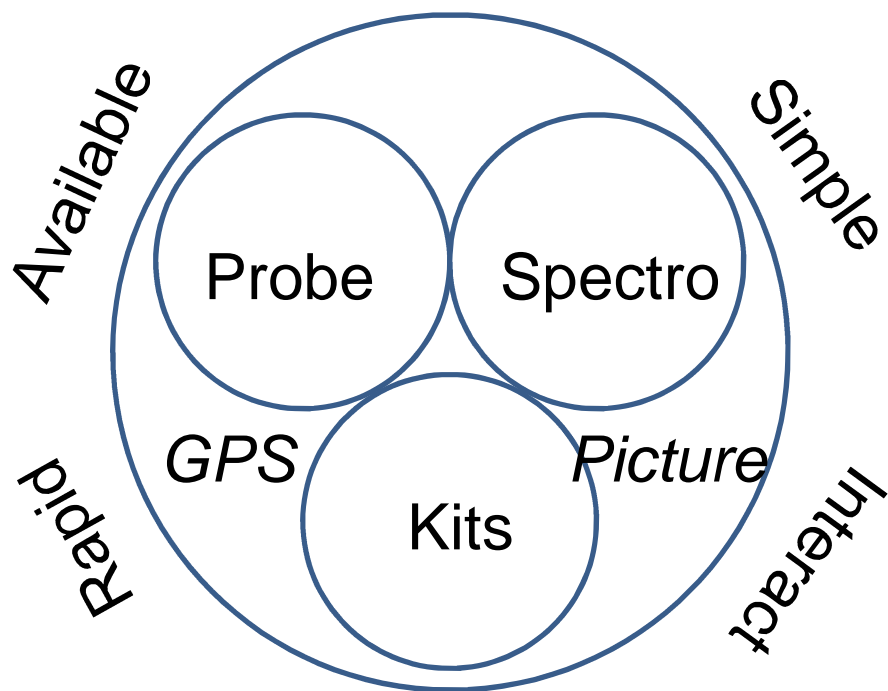 Available
Simple
Probe
Spectro
GPS
Picture
Kits
Rapid
Interact